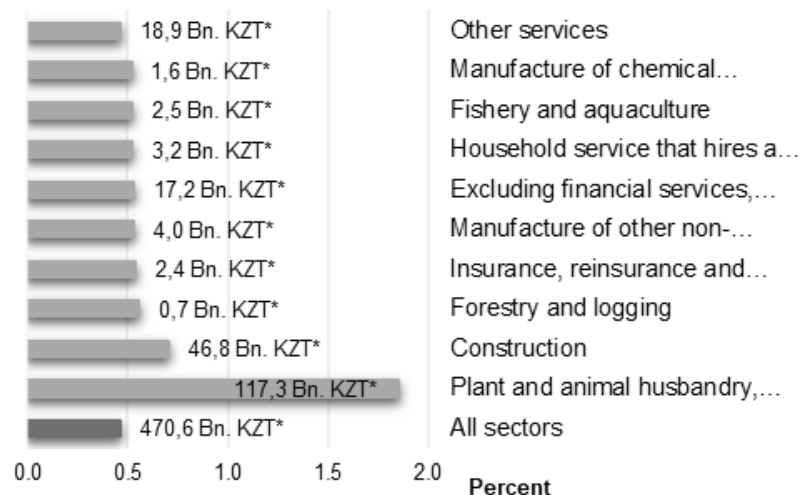 18,9 Bn. KZT* Other services
1,6 Bn. KZT* Manufacture of chemical…
2,5 Bn. KZT* Fishery and aquaculture
3,2 Bn. KZT* Household service that hires a…
17,2 Bn. KZT* Excluding financial services,…
4,0 Bn. KZT* Manufacture of other non-…
2,4 Bn. KZT* Insurance, reinsurance and…
0,7 Bn. KZT* Forestry and logging
46,8 Bn. KZT* Construction
117,3 Bn. KZT* Plant and animal husbandry,…
470,6 Bn. KZT* All sectors
0.0 0.5 1.0 1.5 2.0
Percent